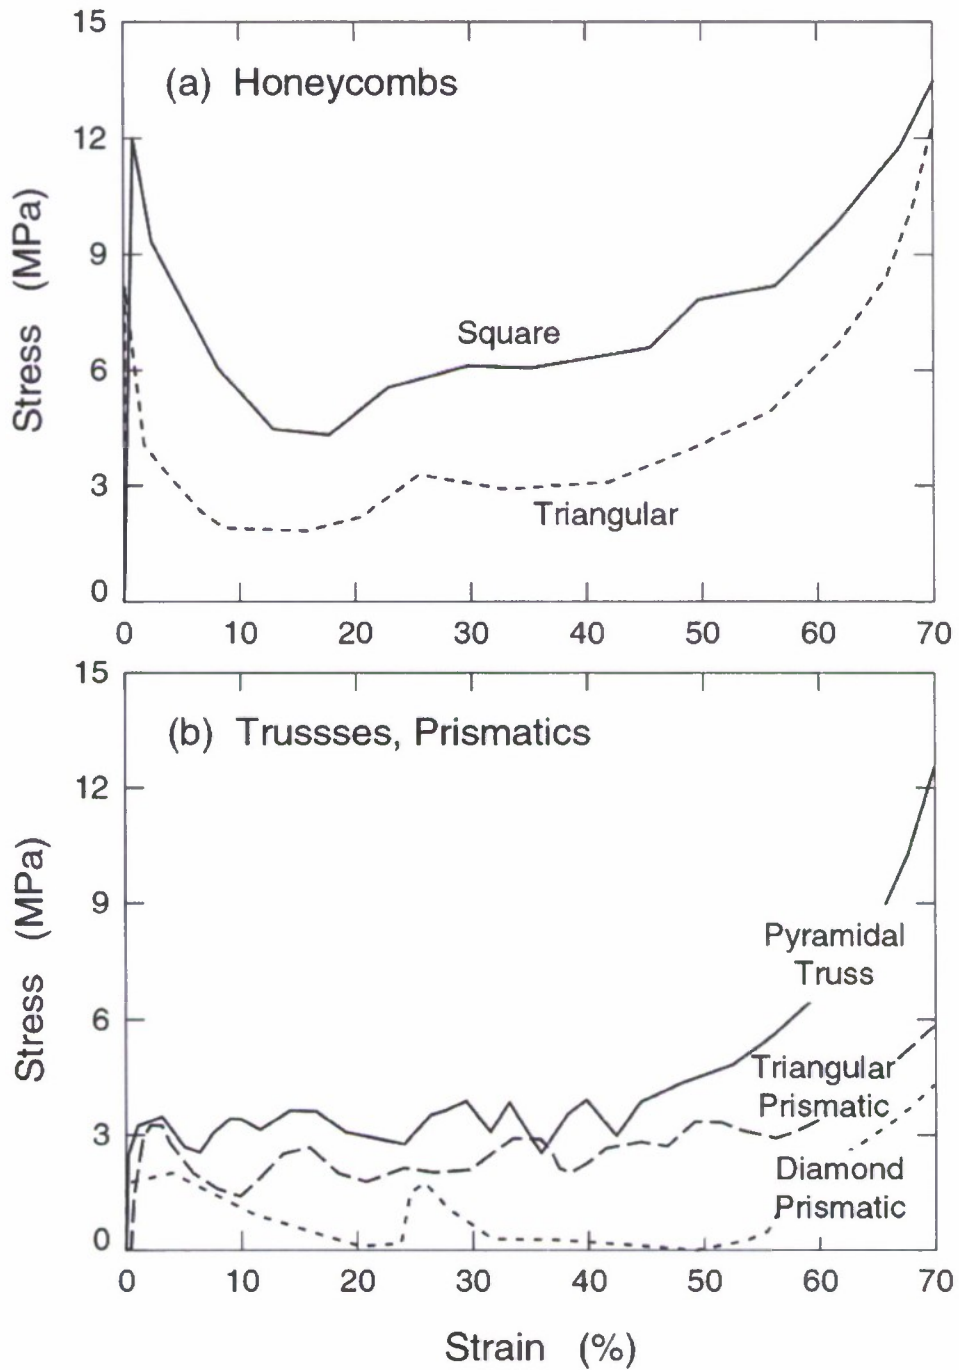 15
(a) Honeycombs
12
9
6
3
0
Stress (MPa)
Square
Triangular
0 10 20 30 40 50 60 70
15
(b) Trussses, Prismatics
12
9
6
3
0
Stress (MPa)
Pyramidal
Truss
Triangular
Prismatic
Diamond
Prismatic
0 10 20 30 40 50 60 70
Strain (%)